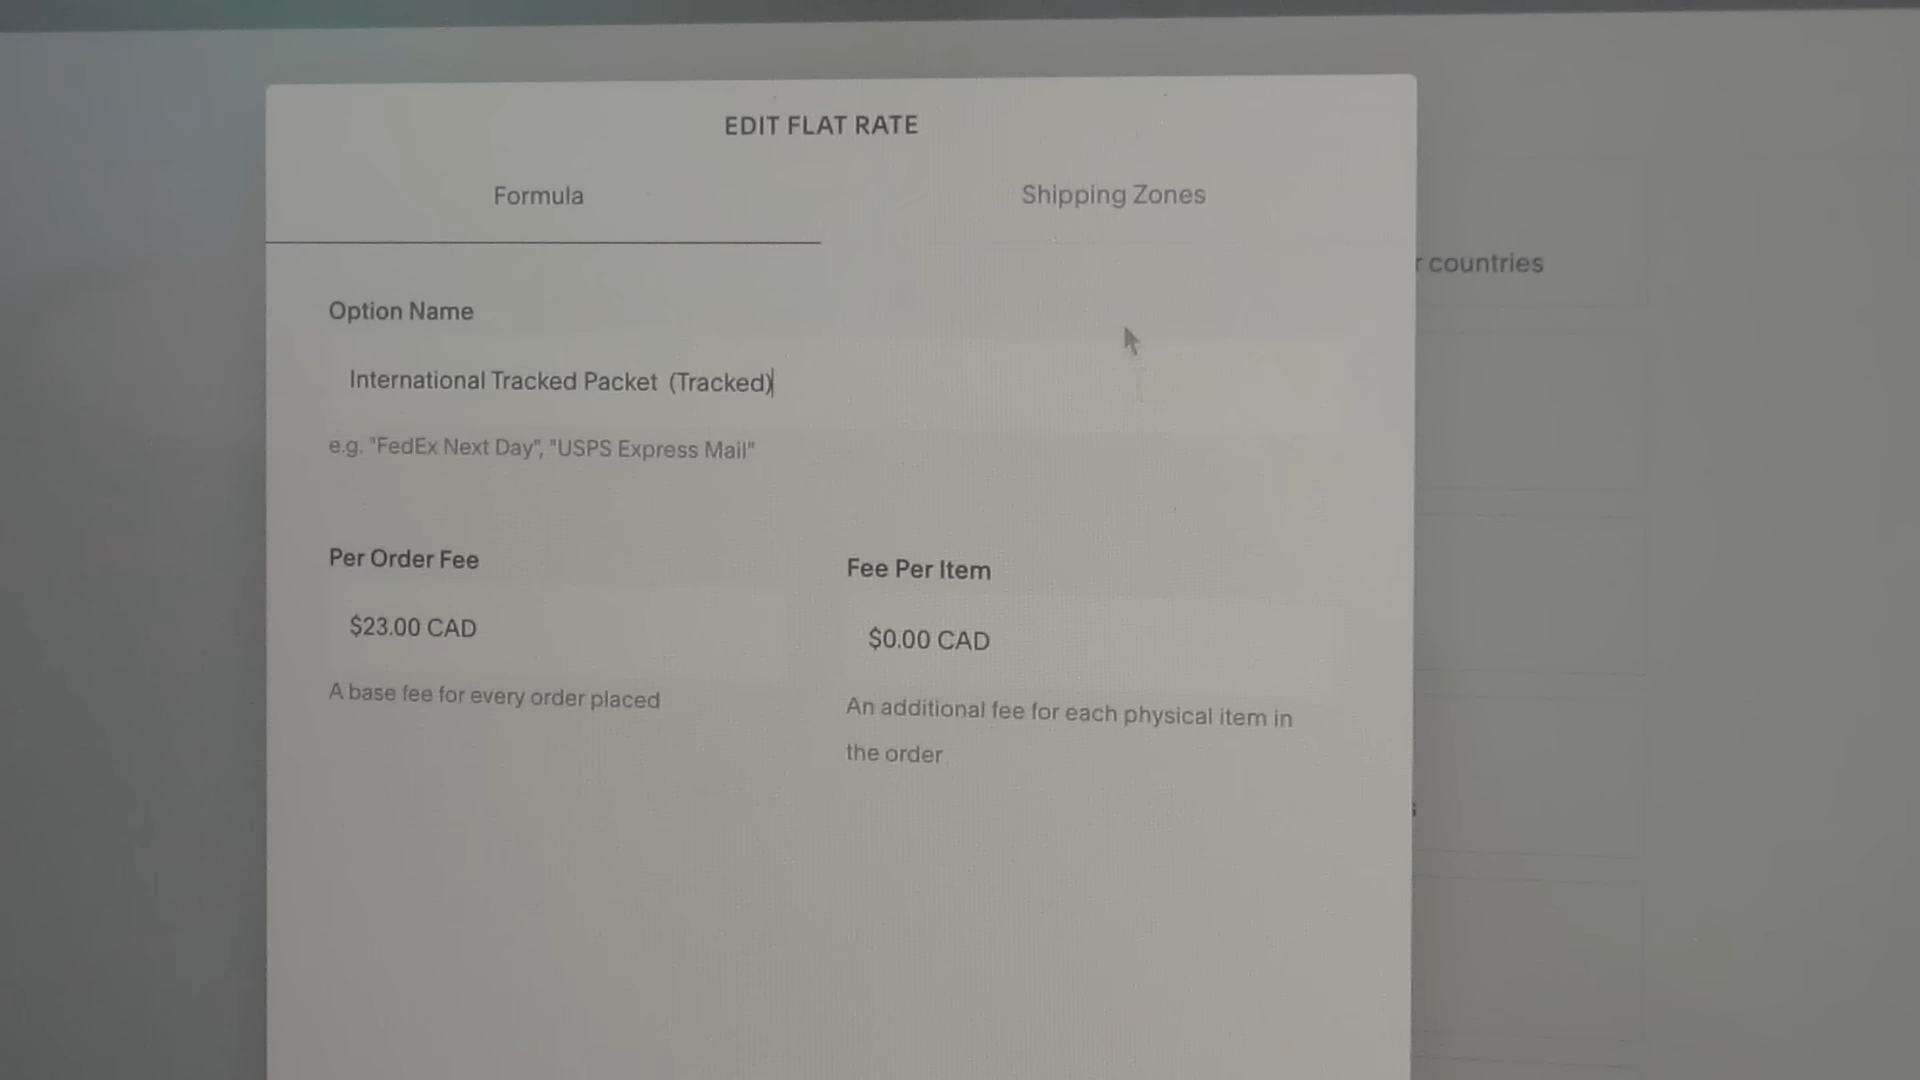 EDIT FLAT RATE
Formula
Shipping Zones
countries
Option Name
International Tracked Packet (Tracked)
e.g. "FedEx Next Day", "USPS Express Mail"
Per Order Fee
Fee Per Item
$23.00 CAD
$0.00 CAD
A base fee for every order placed
An additional fee for each physical item in
the order